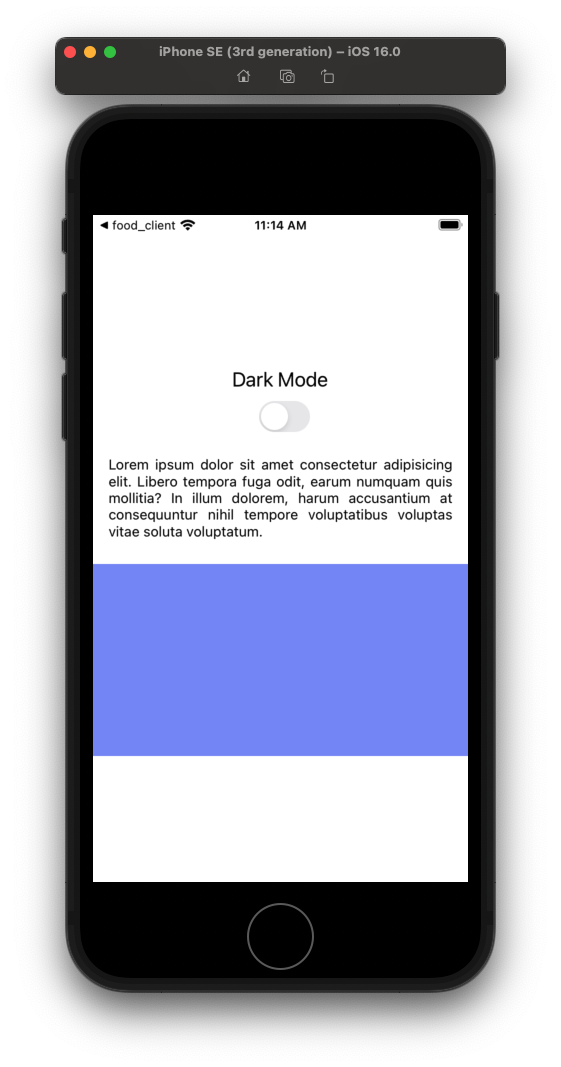 iPhone SE (3rd generation) – iOS 16.0
◀ food_client 11:14 AM
Dark Mode
Lorem ipsum dolor sit amet consectetur adipisicing
elit. Libero tempora fuga odit, earum numquam quis
mollitia? In illum dolorem, harum accusantium at
consequuntur nihil tempore voluptatibus voluptas
vitae soluta voluptatum.